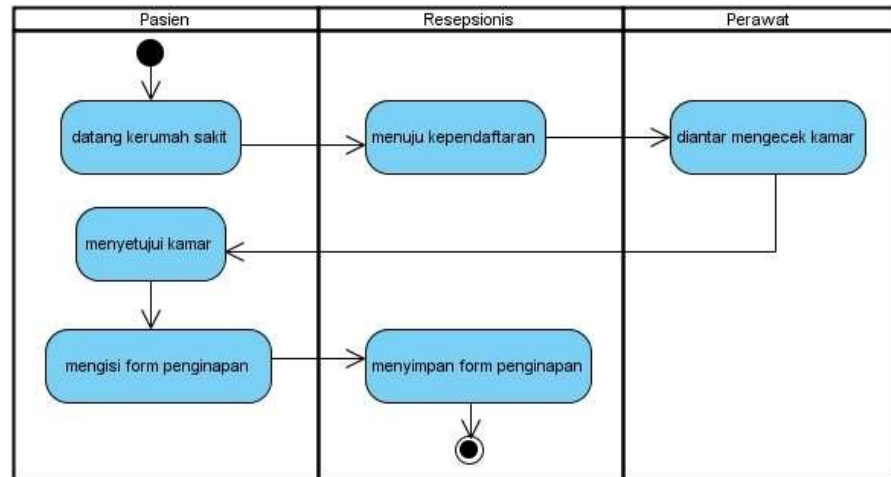 Pasien
Resepsionis
Perawat
datang kerumah sakit
menuju kependaftaran
diantar mengecek kamar
menyetujui kamar
mengisi form penginapan
menyimpan form penginapan